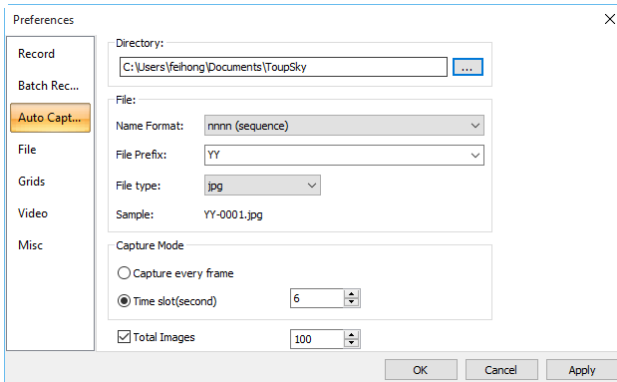 Preferences
Record
Batch Rec...
Auto Capt...
File
Grids
Video
Misc
Directory:
C:\Users\feihong\Documents\ToupSky
...
File:
Name Format: nnnn (sequence)
File Prefix: YY
File type: jpg
Sample: YY-0001.jpg
Capture Mode
Capture every frame
Time slot(second) 6
Total Images 100
OK Cancel Apply